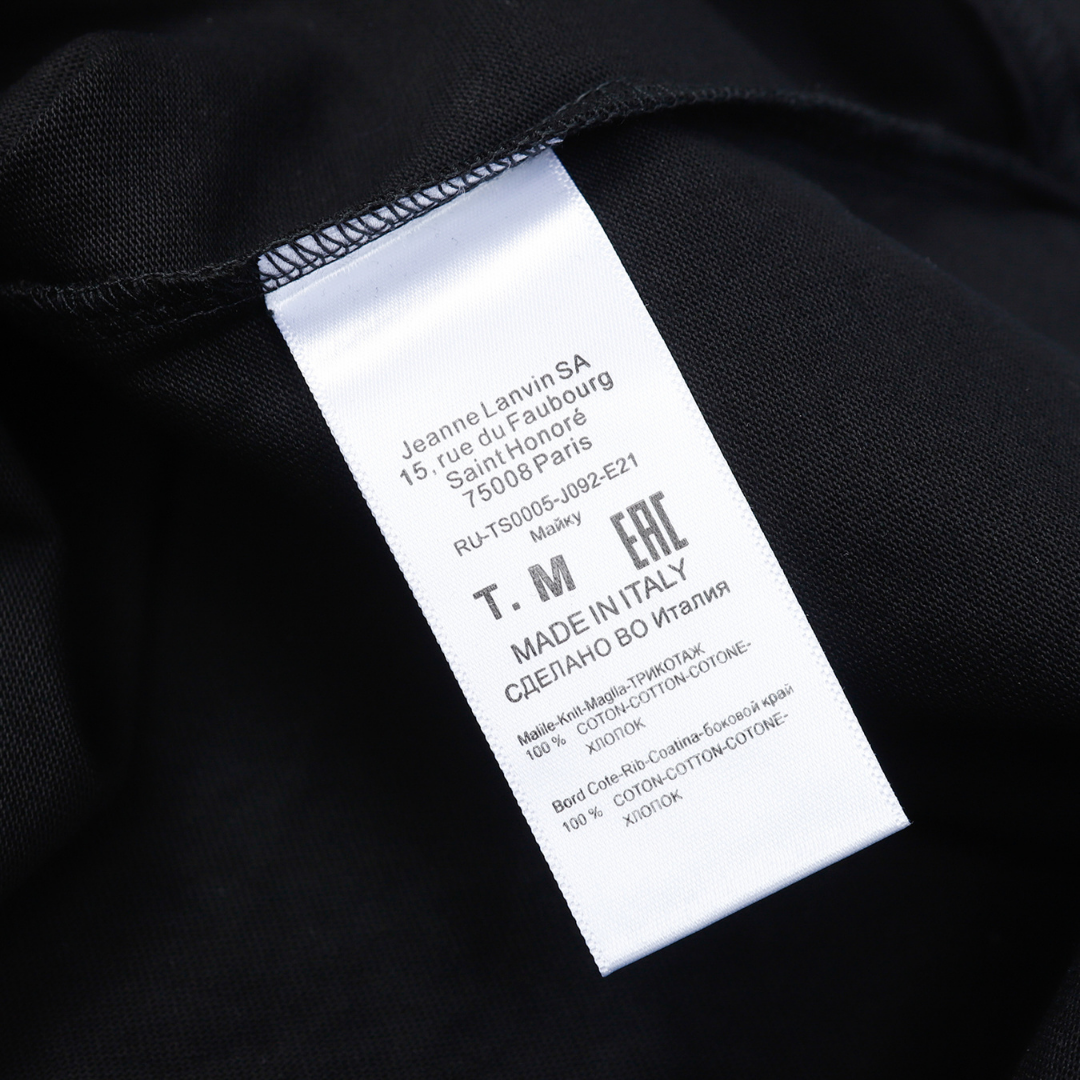 Jeanne Lanvin SA
15, rue du Faubourg
Saint Honoré
75008 Paris
RU-TS0005-J092-E21
Майку
T. M EAC
MADE IN ITALY
СДЕЛАНО ВО Италия
Malile-Knit-Maglla-ТРИКОТАЖ
100 % COTON-COTTON-COTONE-
ХЛОПОК
Bord Cote-Rib-Coatina-боковой край
100 % COTON-COTTON-COTONE-
ХЛОПОК